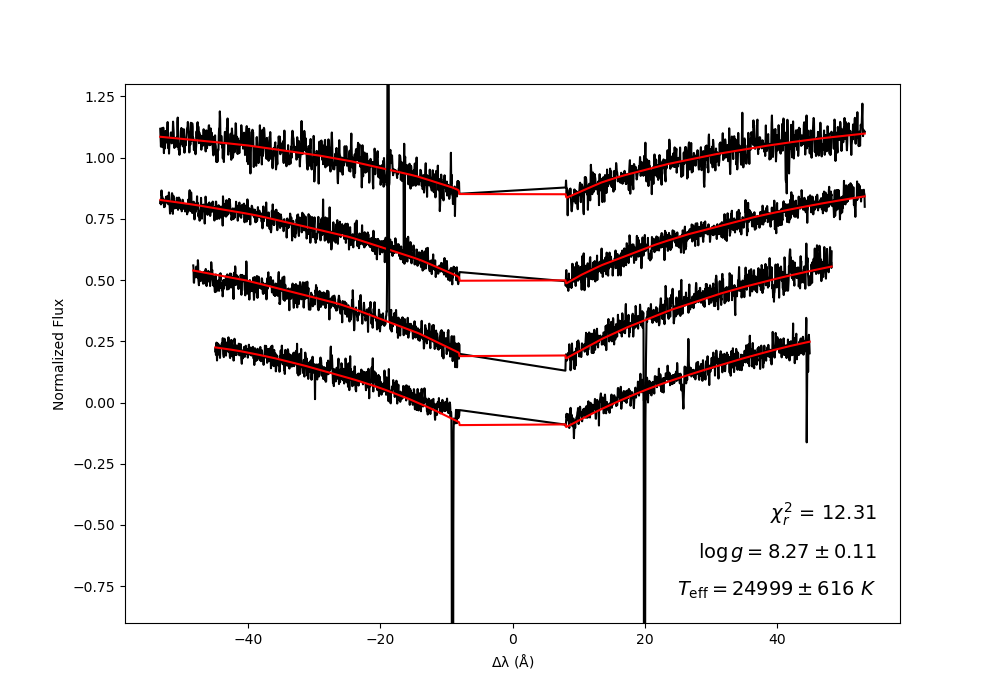 1.25
1.00
0.75
0.50
0.25
0.00
−0.25
−0.50
−0.75
Normalized Flux
χ²ᵣ = 12.31
log g = 8.27 ± 0.11
T_eff = 24999 ± 616 K
−40 −20 0 20 40
Δλ (Å)